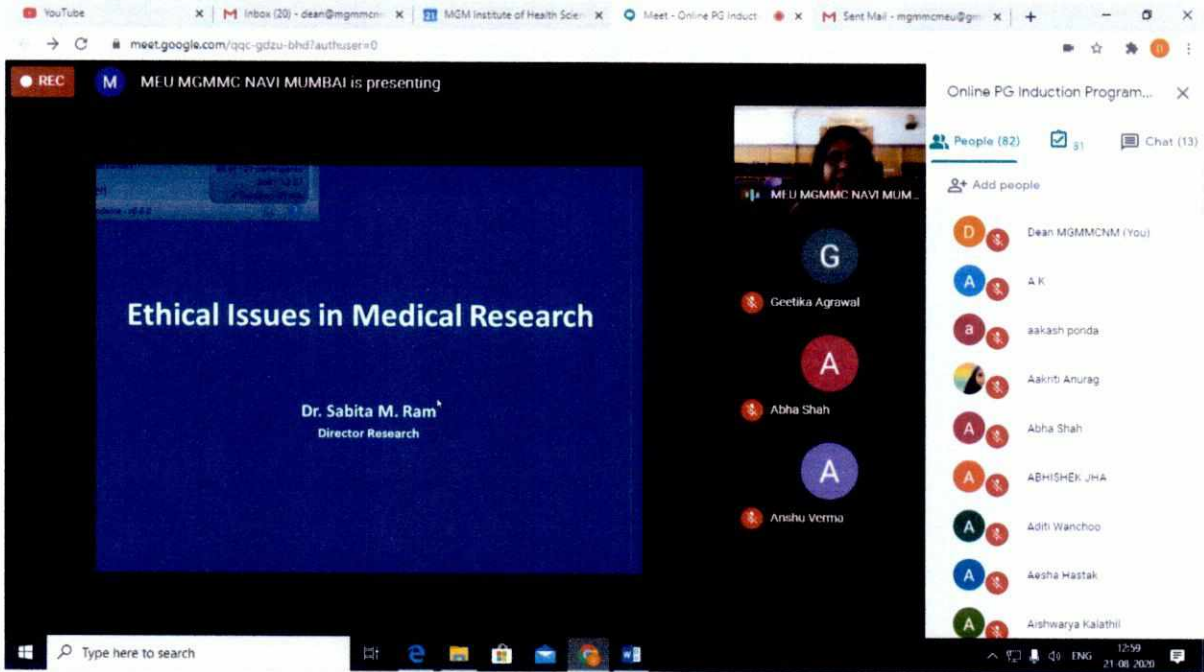 YouTube
Inbox (20) - dean@mgmmcn
MGM Institute of Health Scien
Meet - Online PG Induct
Sent Mail - mgmmcmeu@gm
meet.google.com/qqc-gdzu-bhd?authuser=0
REC
M
MEU MGMMC NAVI MUMBAI is presenting
Ethical Issues in Medical Research
Dr. Sabita M. Ram
Director Research
MEU MGMMC NAVI MUM...
G
Geetika Agrawal
A
Abha Shah
A
Anshu Verma
Online PG Induction Program...
People (82)
31
Chat (13)
Add people
D
Dean MGMMCNM (You)
A
A K
a
aakash ponda
Aakriti Anurag
A
Abha Shah
A
ABHISHEK JHA
A
Aditi Wanchoo
A
Aesha Hastak
A
Aishwarya Kalathil
Type here to search
ENG
12:59
21-08-2020